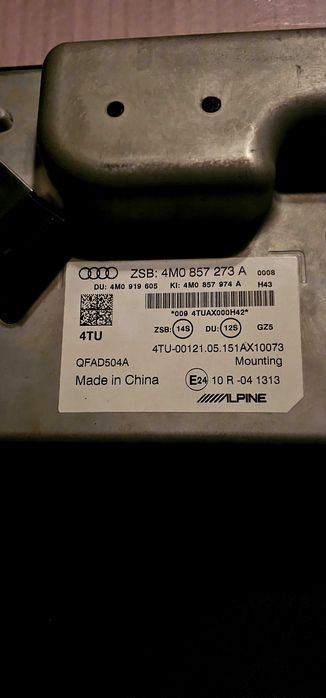 ZSB: 4M0 857 273 A 0008
DU: 4M0 919 605 KI: 4M0 857 974 A H43
*009 4TUAX000H42*
4TU ZSB: 14S DU: 12S GZ5
4TU-00121.05.151AX10073
QFAD504A Mounting
Made in China E24 10 R -04 1313
ALPINE